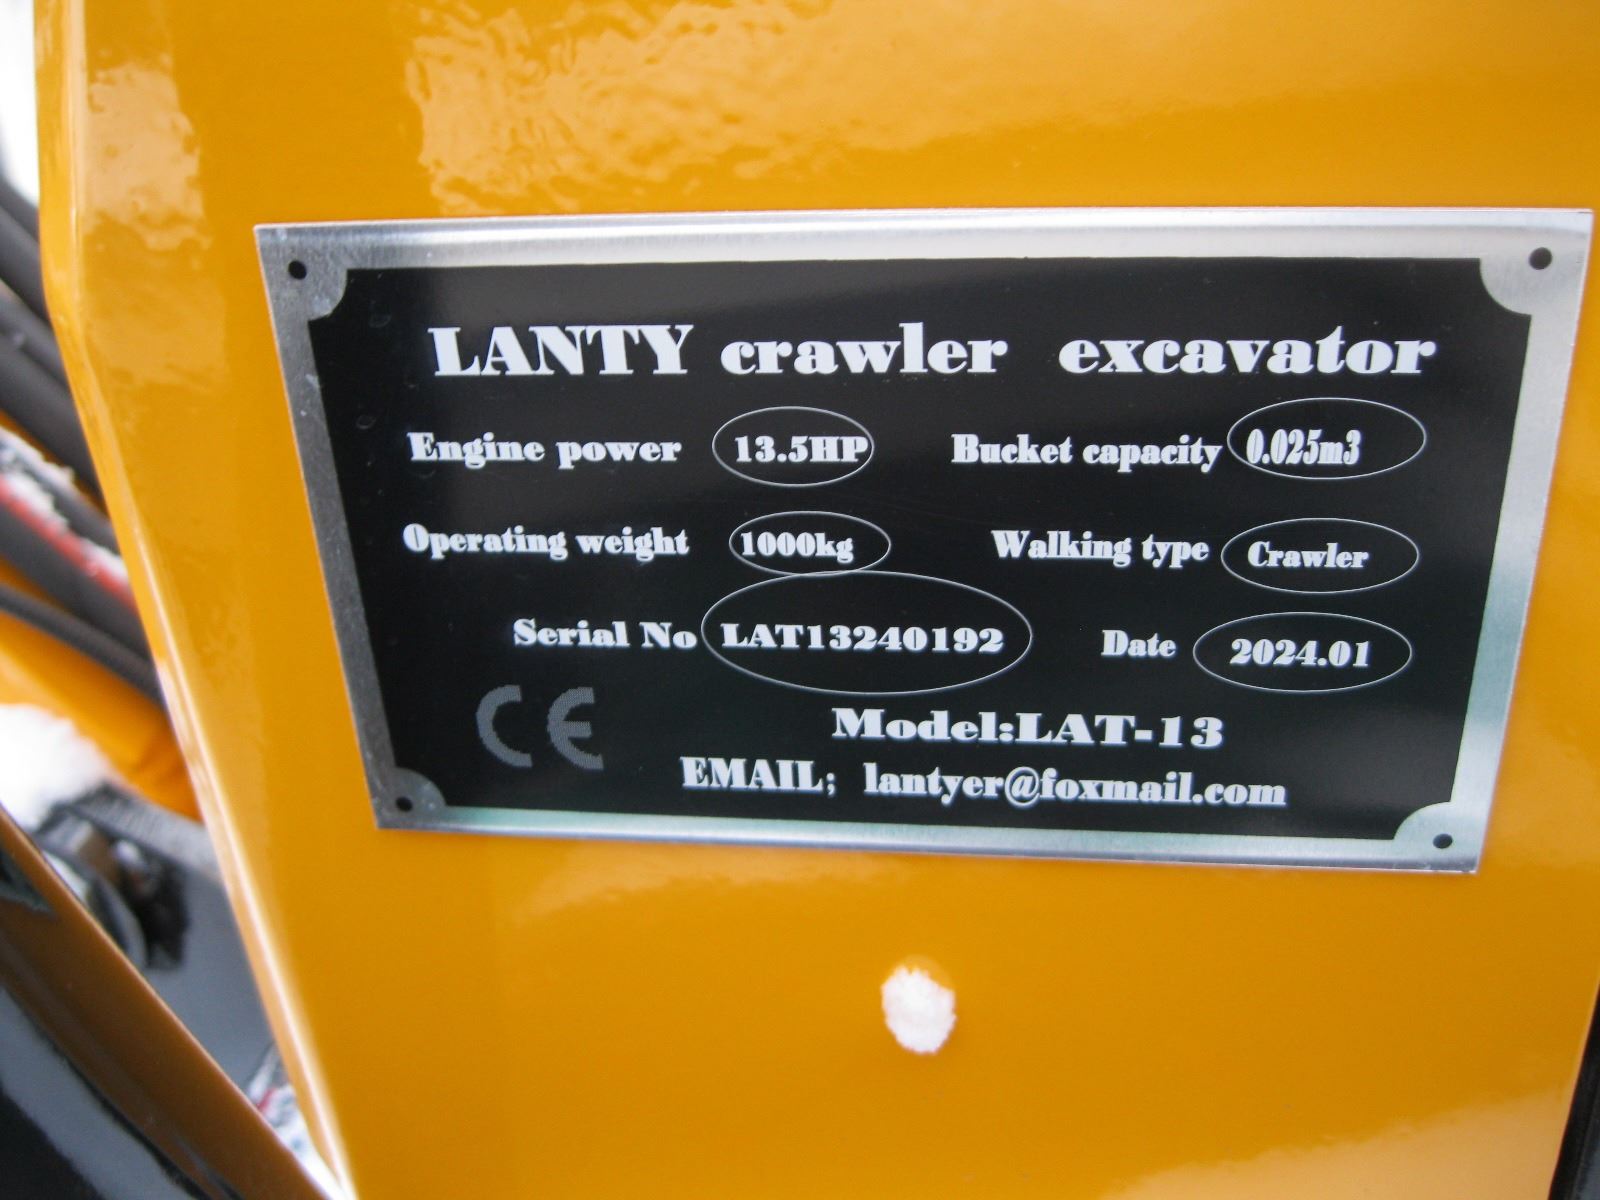 LANTY crawler excavator
Engine power 13.5HP Bucket capacity 0.025m3
Operating weight 1000kg Walking type Crawler
Serial No LAT13240192 Date 2024.01
CE Model:LAT-13
EMAIL; lantyer@foxmail.com